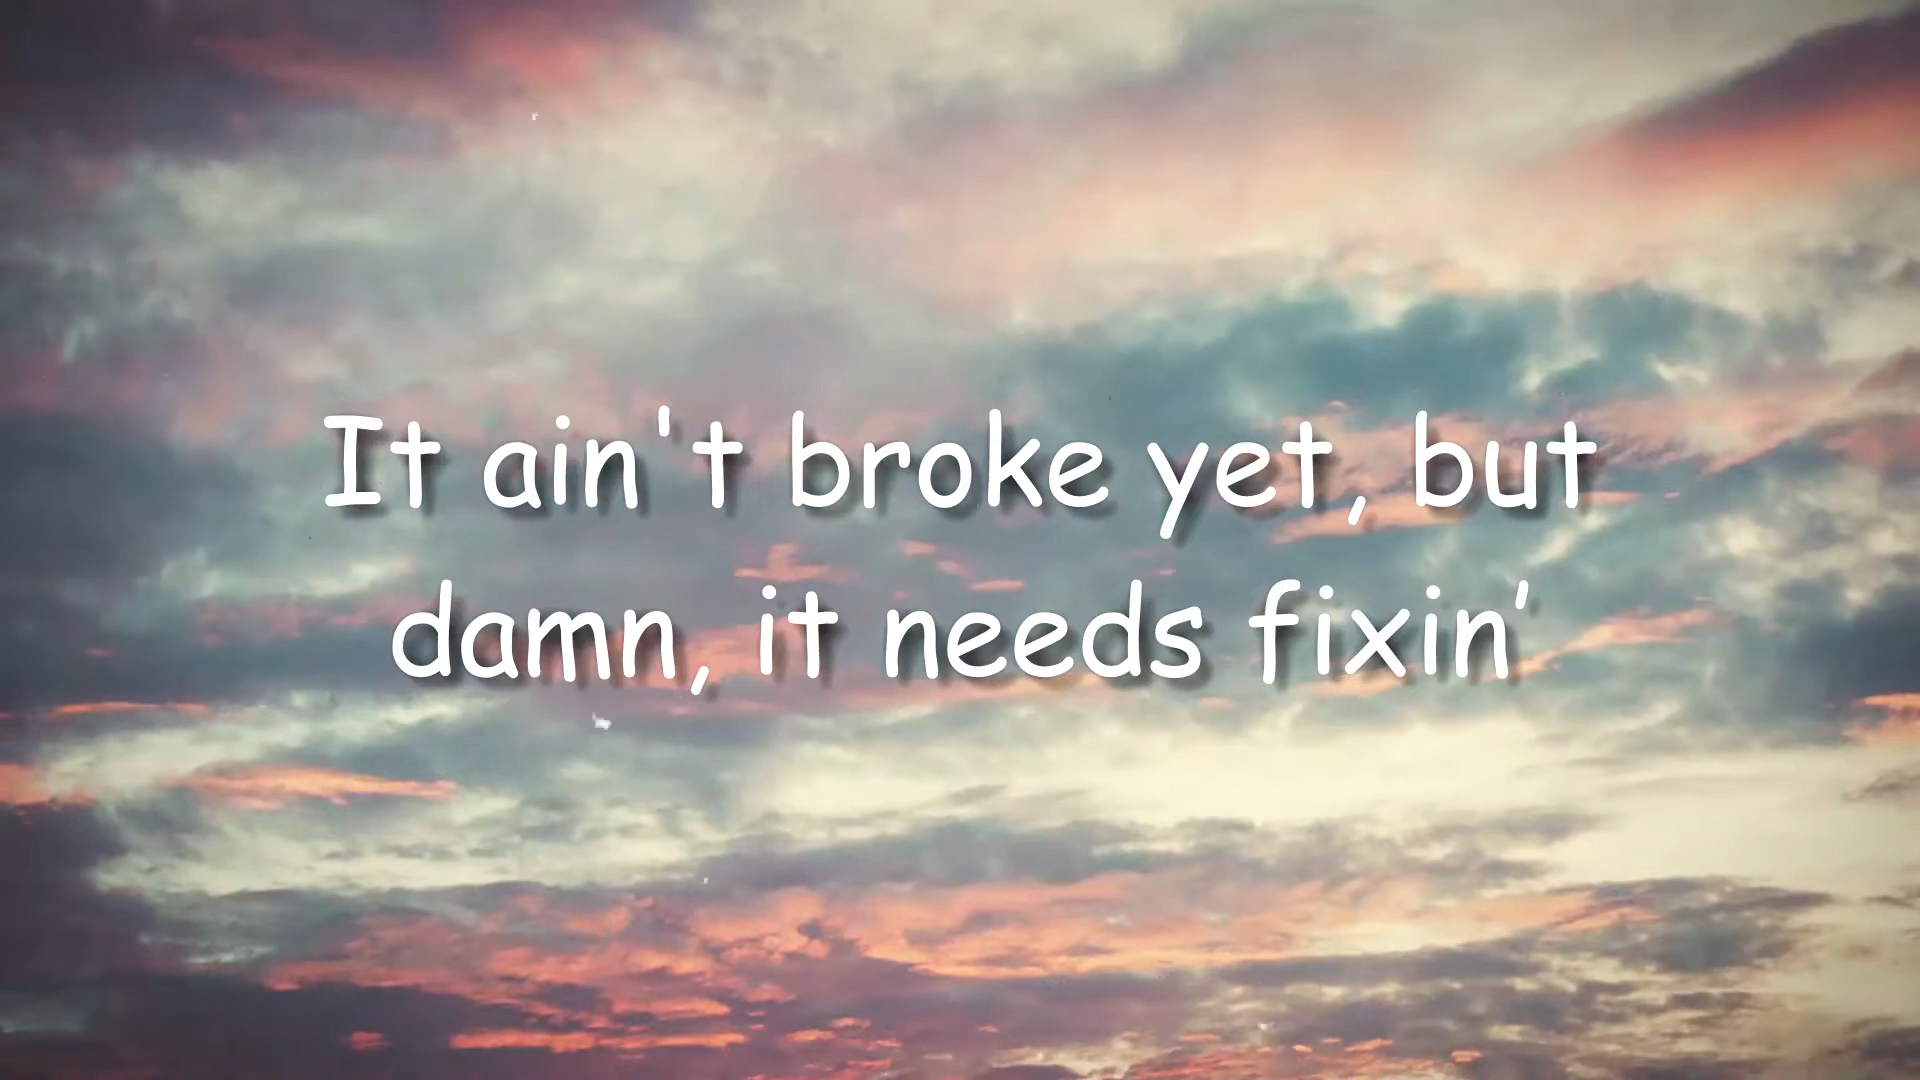 It ain't broke yet, but
damn, it needs fixin’